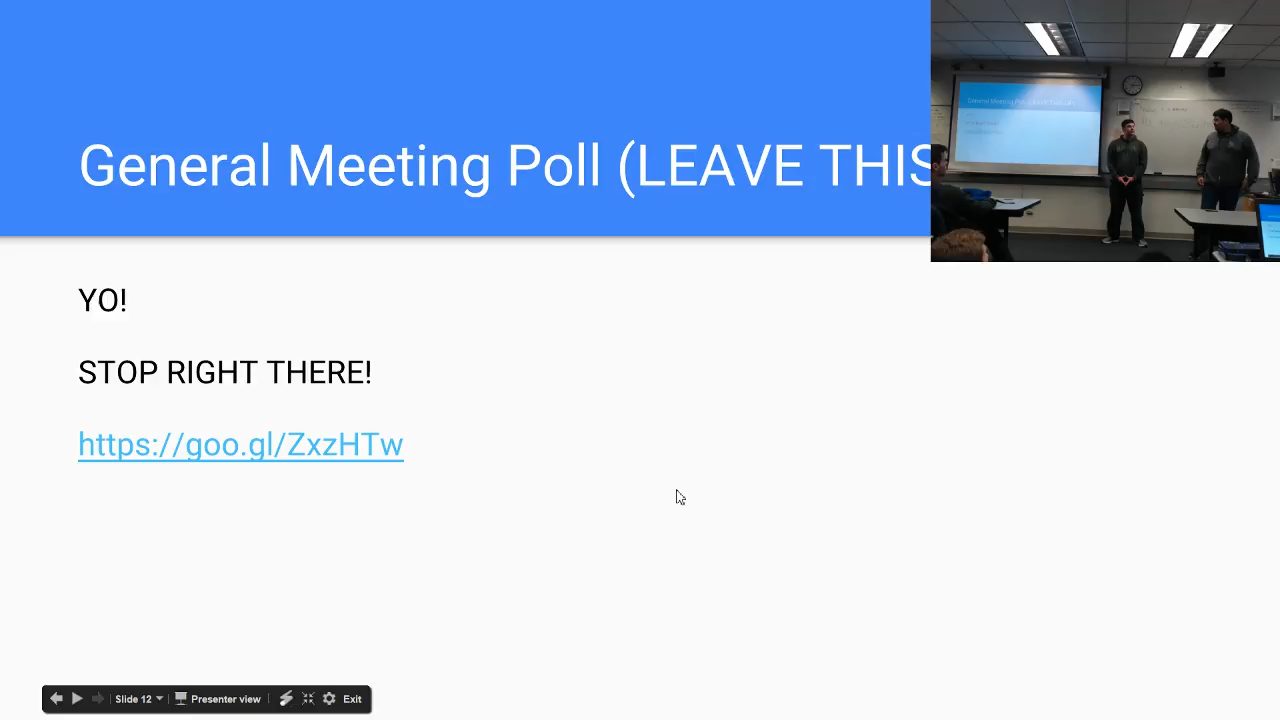 General Meeting Poll (LEAVE THIS
YO!
STOP RIGHT THERE!
https://goo.gl/ZxzHTw
Slide 12
Presenter view
Exit